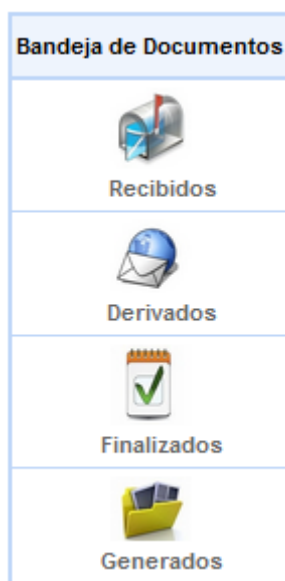 Bandeja de Documentos
Recibidos
Derivados
Finalizados
Generados